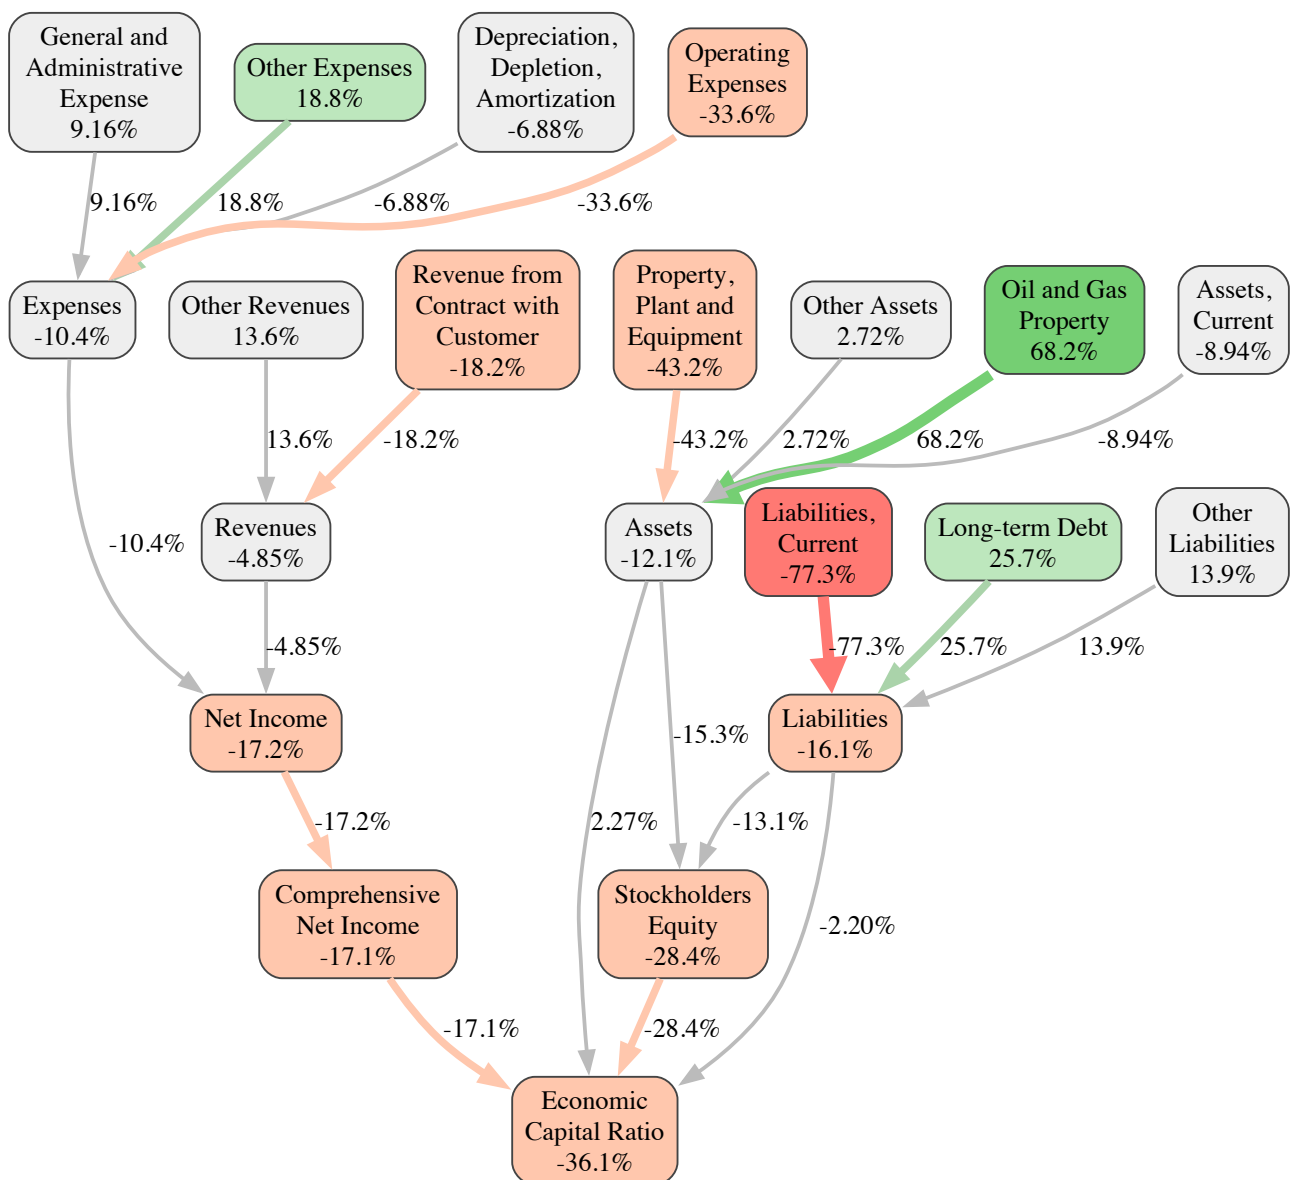 General and
Administrative
Expense
9.16%
Other Expenses
18.8%
Depreciation,
Depletion,
Amortization
-6.88%
Operating
Expenses
-33.6%
9.16%
18.8%
-6.88%
-33.6%
Expenses
-10.4%
Other Revenues
13.6%
Revenue from
Contract with
Customer
-18.2%
Property,
Plant and
Equipment
-43.2%
Other Assets
2.72%
Oil and Gas
Property
68.2%
Assets,
Current
-8.94%
13.6%
-18.2%
-43.2%
2.72%
68.2%
-8.94%
-10.4%
Revenues
-4.85%
Assets
-12.1%
Liabilities,
Current
-77.3%
Long-term Debt
25.7%
Other
Liabilities
13.9%
-4.85%
-77.3%
25.7%
13.9%
Net Income
-17.2%
-15.3%
Liabilities
-16.1%
-17.2%
2.27%
-13.1%
Comprehensive
Net Income
-17.1%
Stockholders
Equity
-28.4%
-2.20%
-17.1%
-28.4%
Economic
Capital Ratio
-36.1%